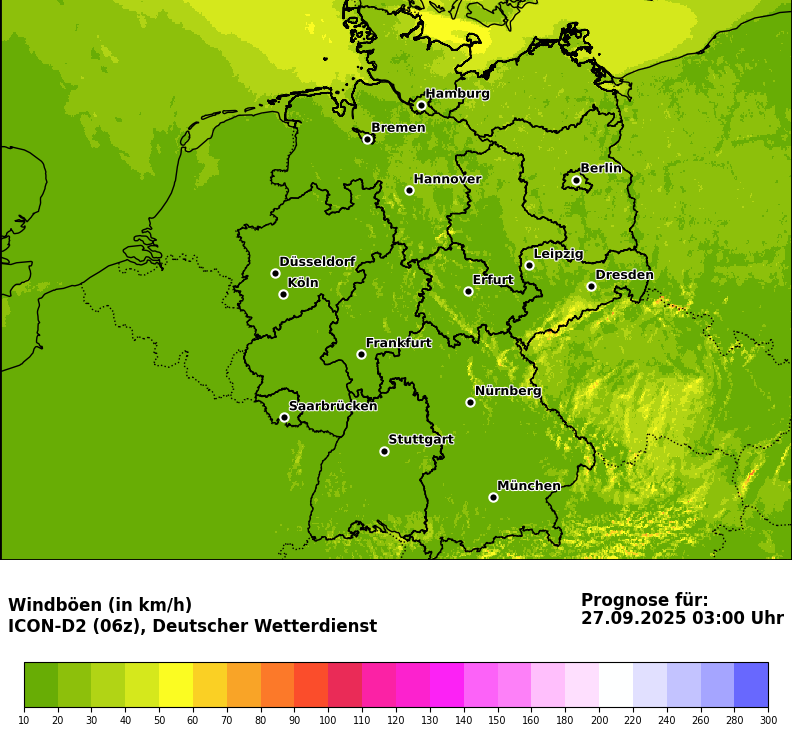 Hamburg
Bremen
Berlin
Hannover
Leipzig
Düsseldorf
Dresden
Köln
Erfurt
Frankfurt
Nürnberg
Saarbrücken
Stuttgart
München
Windböen (in km/h)
ICON-D2 (06z), Deutscher Wetterdienst
Prognose für:
27.09.2025 03:00 Uhr
10 20 30 40 50 60 70 80 90 100 110 120 130 140 150 160 180 200 220 240 260 280 300